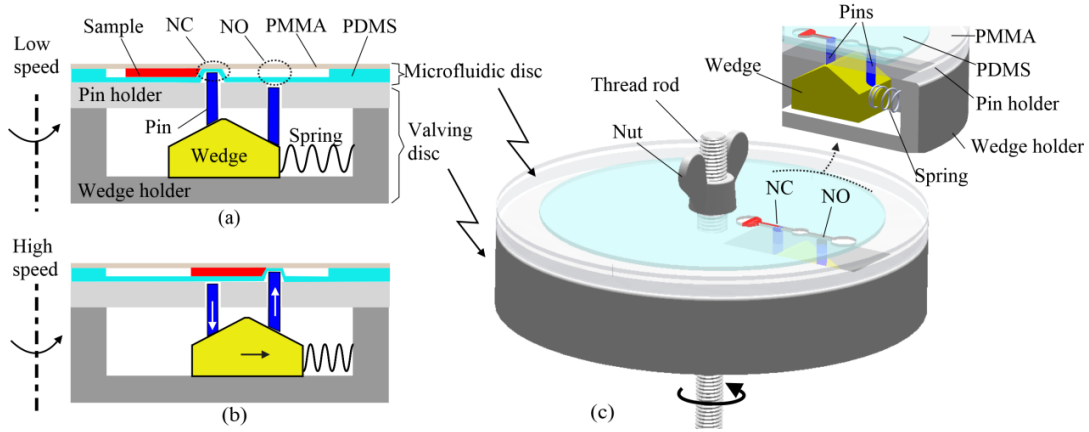 Low
speed
Sample
NC
NO
PMMA
PDMS
Microfluidic disc
Pin holder
Pin
Valving
disc
Spring
Wedge
Wedge holder
(a)
High
speed
(b)
Pins
PMMA
Wedge
PDMS
Pin holder
Thread rod
Wedge holder
Nut
Spring
NC
NO
(c)